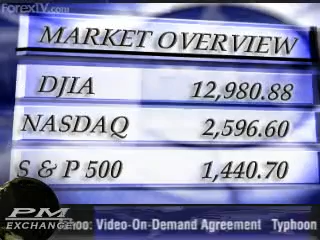 ForexTV.com
MARKET OVERVIEW
DJIA 12,980.88
NASDAQ 2,596.60
S & P 500 1,440.70
PM
EXCHANGE
hoo: Video-On-Demand Agreement Typhoon